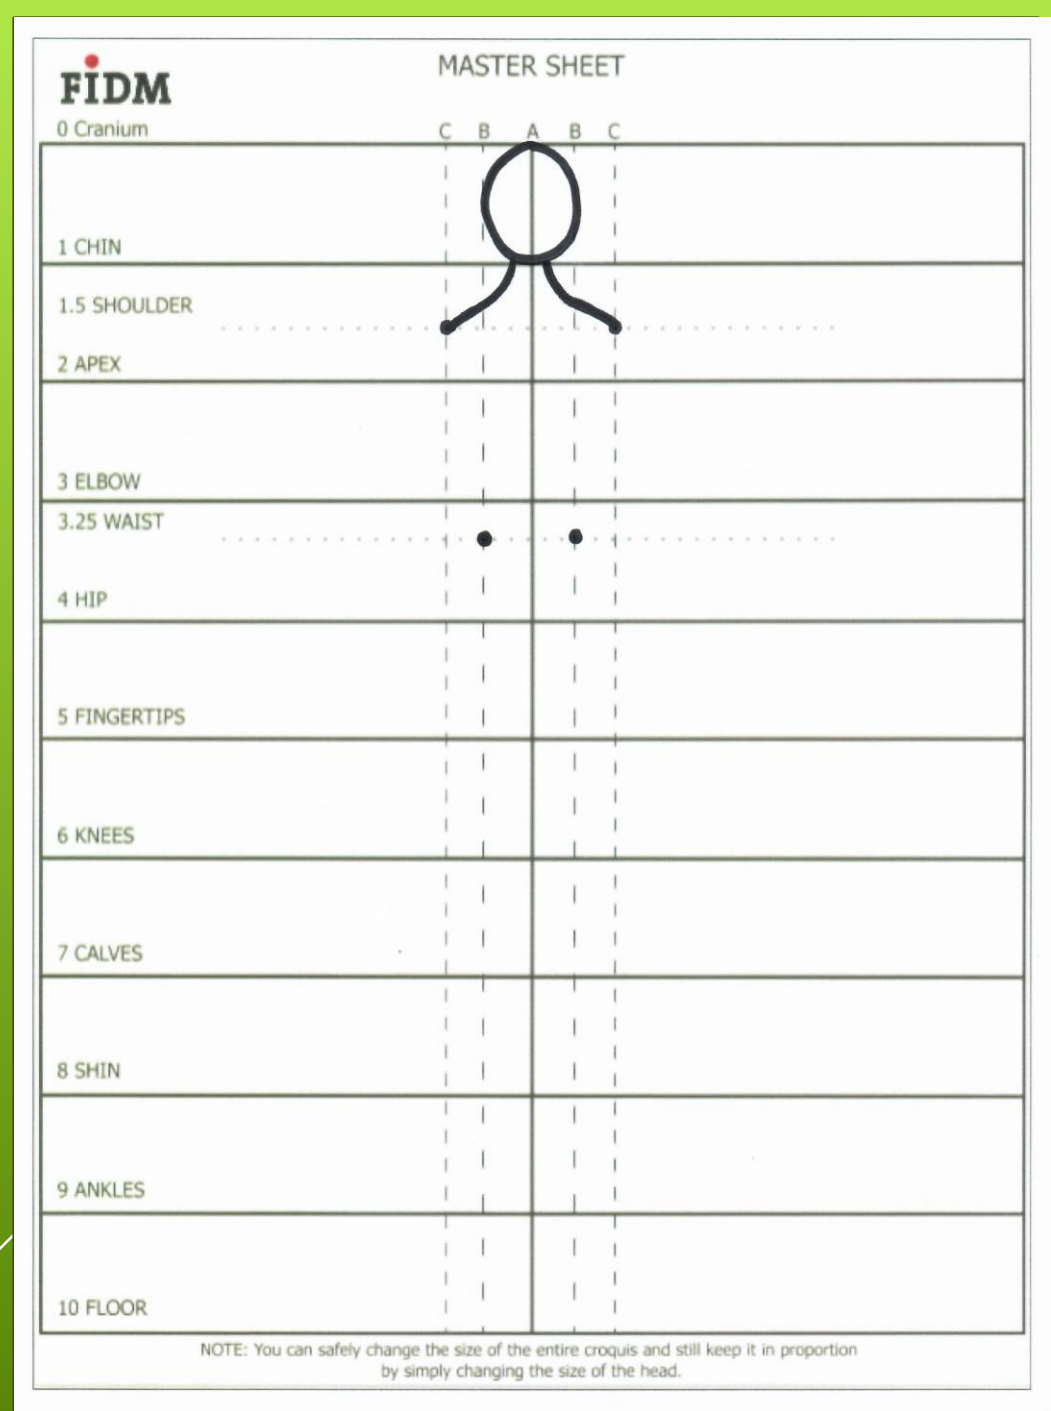 FIDM
MASTER SHEET
0 Cranium
C B A B C
1 CHIN
1.5 SHOULDER
2 APEX
3 ELBOW
3.25 WAIST
4 HIP
5 FINGERTIPS
6 KNEES
7 CALVES
8 SHIN
9 ANKLES
10 FLOOR
NOTE: You can safely change the size of the entire croquis and still keep it in proportion
by simply changing the size of the head.